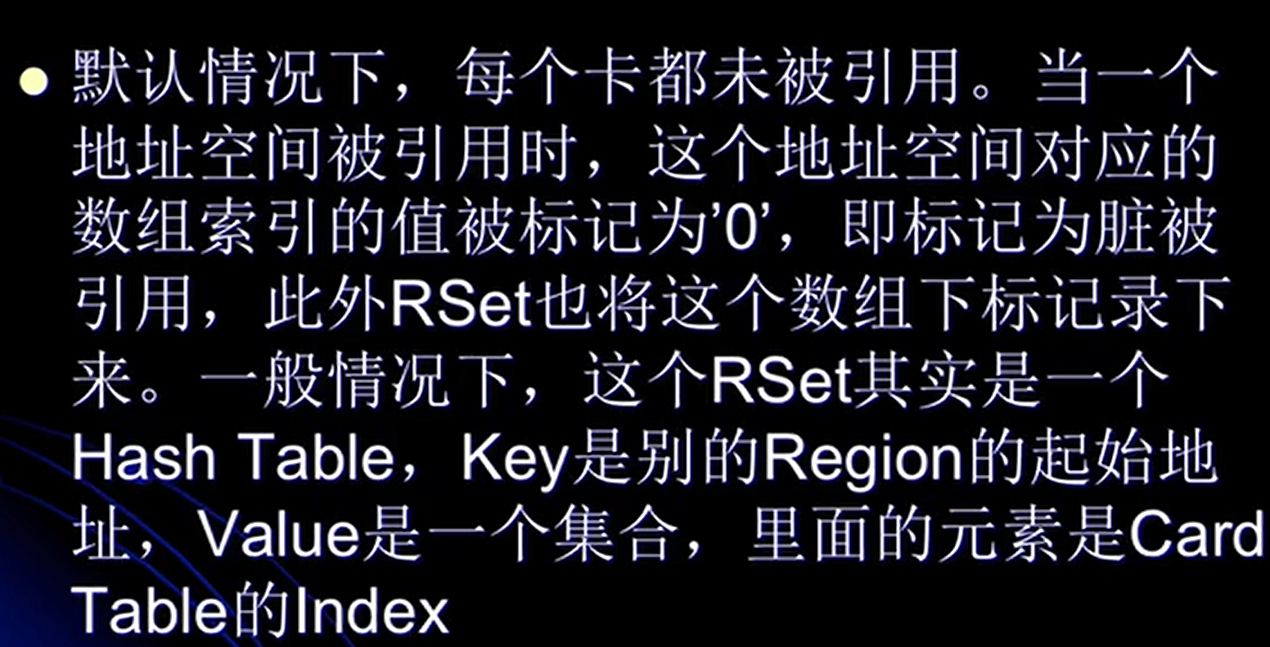 默认情况下，每个卡都未被引用。当一个
地址空间被引用时，这个地址空间对应的
数组索引的值被标记为’0’，即标记为脏被
引用，此外RSet也将这个数组下标记录下
来。一般情况下，这个RSet其实是一个
Hash Table，Key是别的Region的起始地
址，Value是一个集合，里面的元素是Card
Table的Index